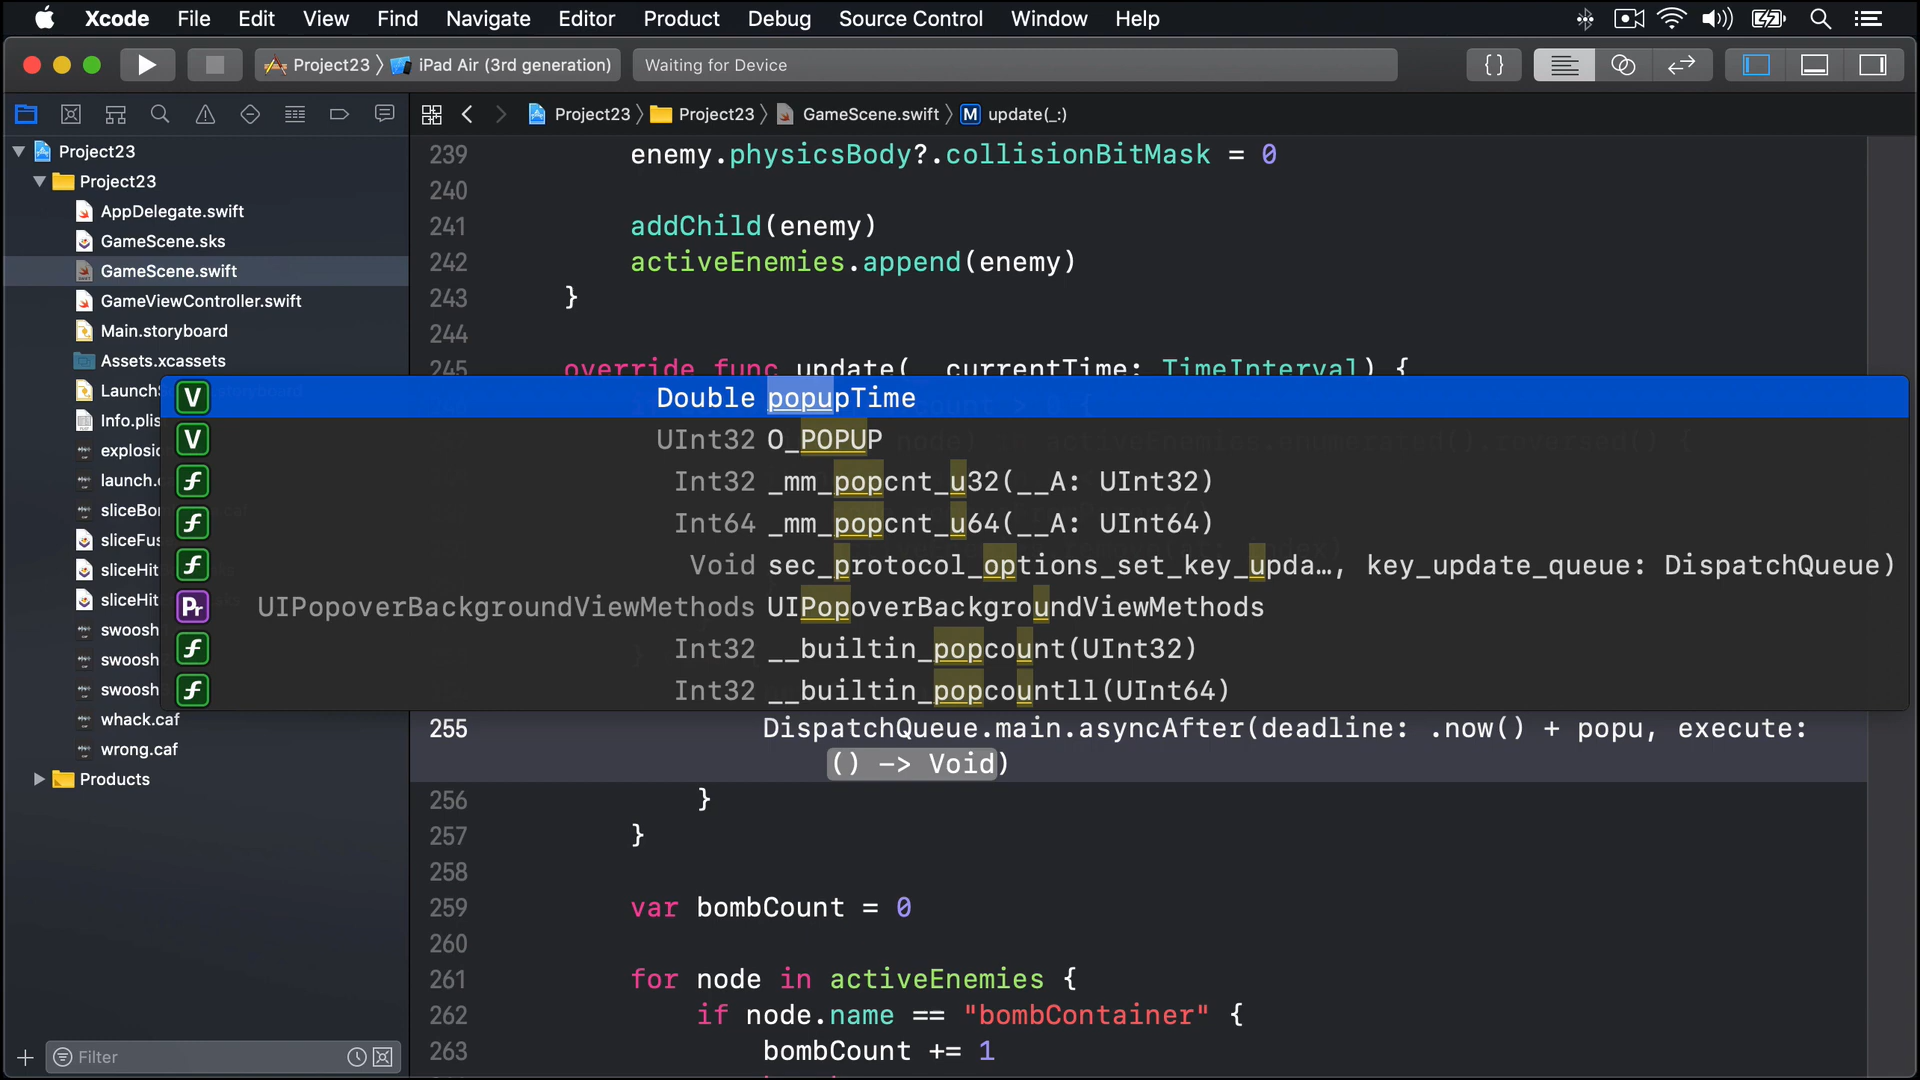 Xcode File Edit View Find Navigate Editor Product Debug Source Control Window Help
Project23 iPad Air (3rd generation) Waiting for Device {}
Project23 Project23 GameScene.swift M update(_:)
Project23
Project23
AppDelegate.swift
GameScene.sks
GameScene.swift
GameViewController.swift
Main.storyboard
Assets.xcassets
LaunchS
Info.plis
explosio
launch.c
sliceBo
sliceFus
sliceHit
sliceHit
swoosh
swoosh
swoosh
whack.caf
wrong.caf
Products
Filter
239 enemy.physicsBody?.collisionBitMask = 0
240
241 addChild(enemy)
242 activeEnemies.append(enemy)
243 }
244
245 override func update(_ currentTime: TimeInterval) {
V Double popupTime
V UInt32 O_POPUP
f Int32 _mm_popcnt_u32(__A: UInt32)
f Int64 _mm_popcnt_u64(__A: UInt64)
f Void sec_protocol_options_set_key_upda…, key_update_queue: DispatchQueue)
Pr UIPopoverBackgroundViewMethods UIPopoverBackgroundViewMethods
f Int32 __builtin_popcount(UInt32)
f Int32 __builtin_popcountll(UInt64)
255 DispatchQueue.main.asyncAfter(deadline: .now() + popu, execute:
() -> Void)
256 }
257 }
258
259 var bombCount = 0
260
261 for node in activeEnemies {
262 if node.name == "bombContainer" {
263 bombCount += 1